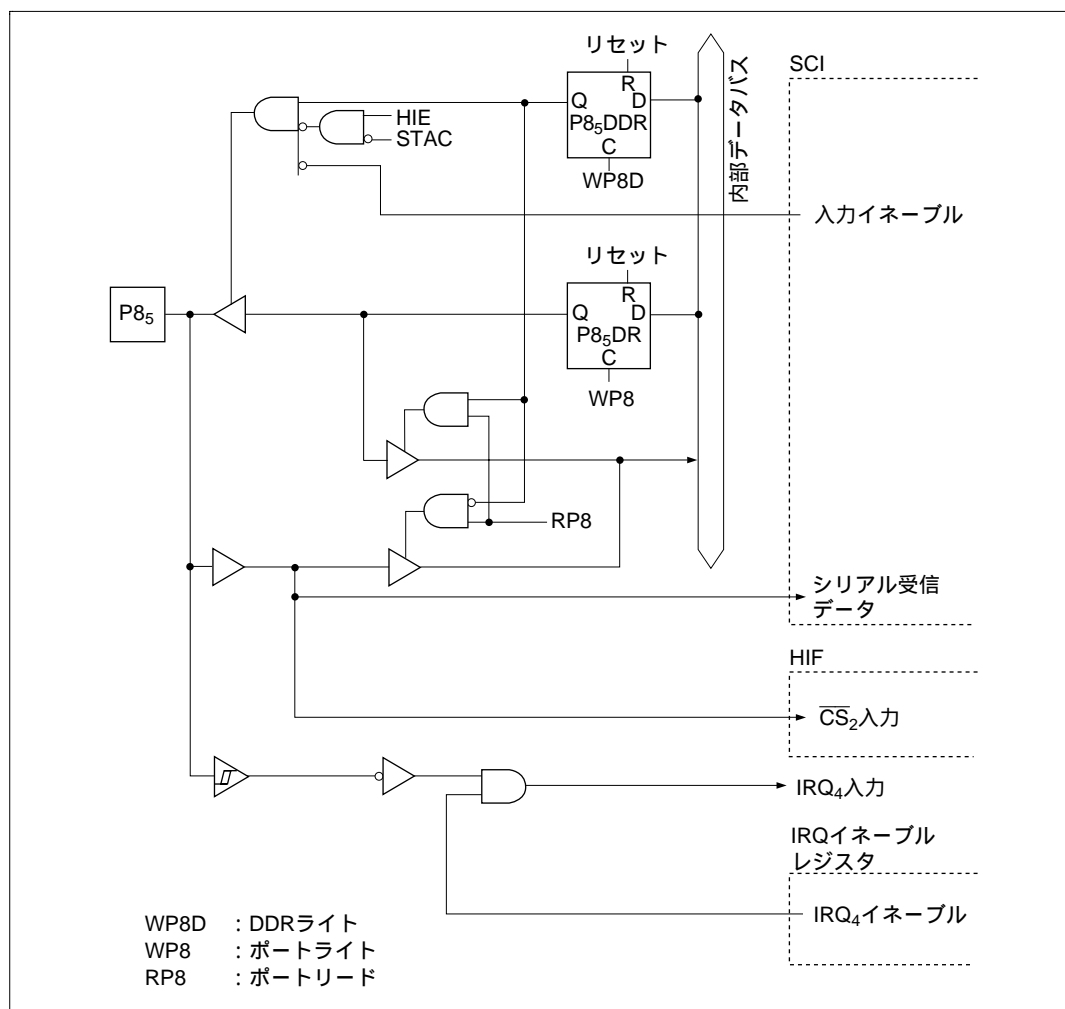 リセット
SCI
R
Q D
P8₅DDR
C
HIE
STAC
WP8D
内部データバス
入力イネーブル
リセット
R
Q D
P8₅DR
C
P8₅
WP8
RP8
シリアル受信
データ
HIF
C̅S̅₂入力
IRQ₄入力
IRQイネーブル
レジスタ
IRQ₄イネーブル
WP8D :DDRライト
WP8 :ポートライト
RP8 :ポートリード